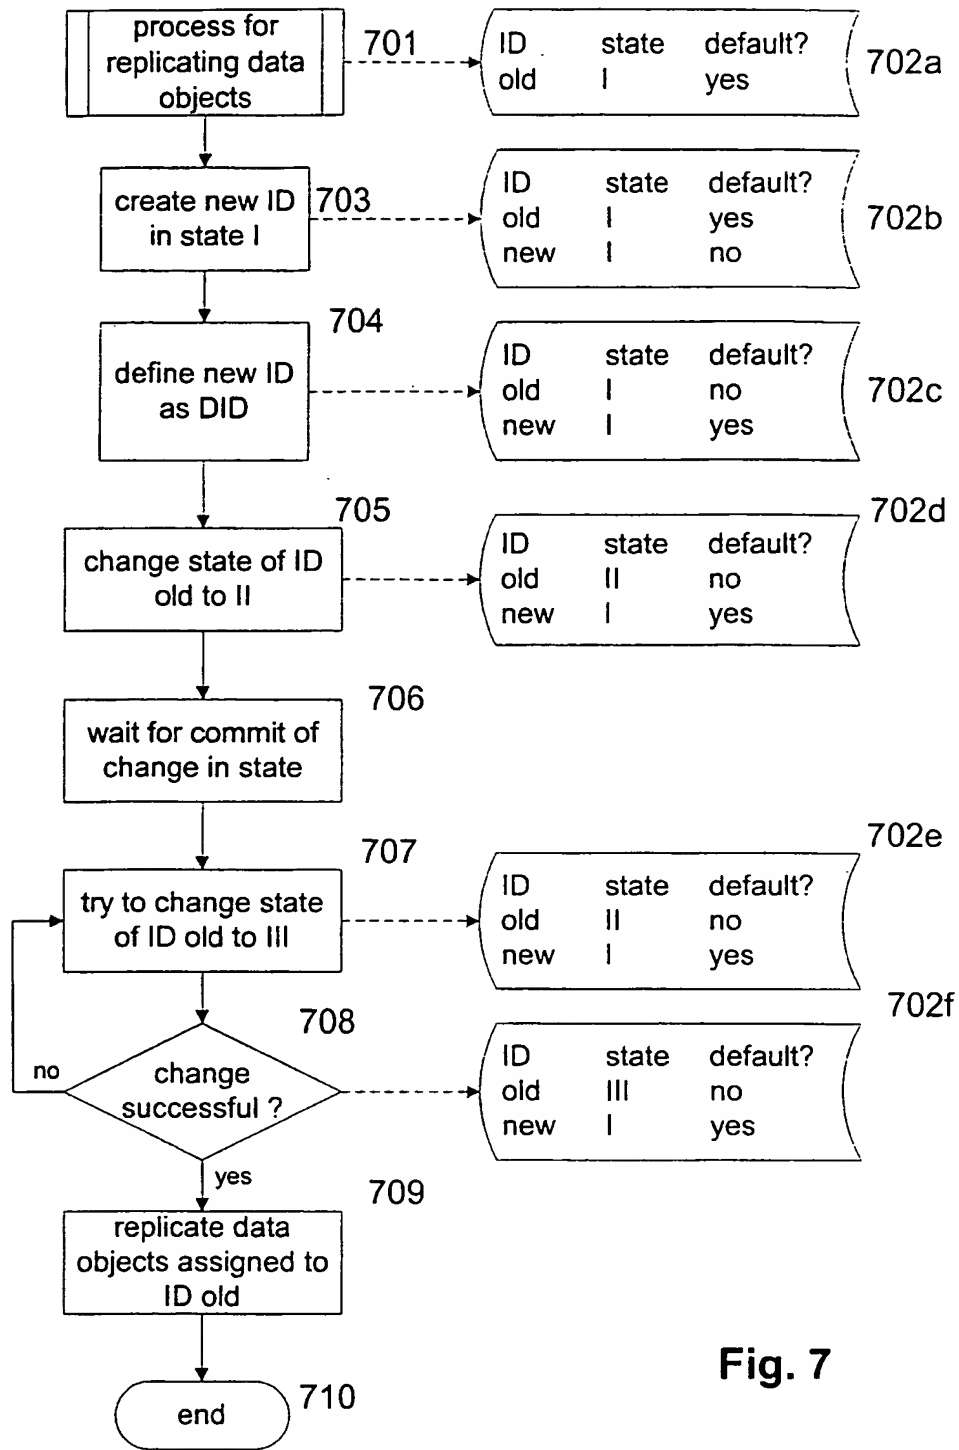 process for
replicating data
objects
701
ID state default?
old I yes
702a
create new ID
in state I
703
ID state default?
old I yes
new I no
702b
704
define new ID
as DID
ID state default?
old I no
new I yes
702c
705
change state of ID
old to II
702d
ID state default?
old II no
new I yes
706
wait for commit of
change in state
707
try to change state
of ID old to III
702e
ID state default?
old II no
new I yes
708
no
change
successful ?
702f
ID state default?
old III no
new I yes
yes
709
replicate data
objects assigned to
ID old
710
end
Fig. 7